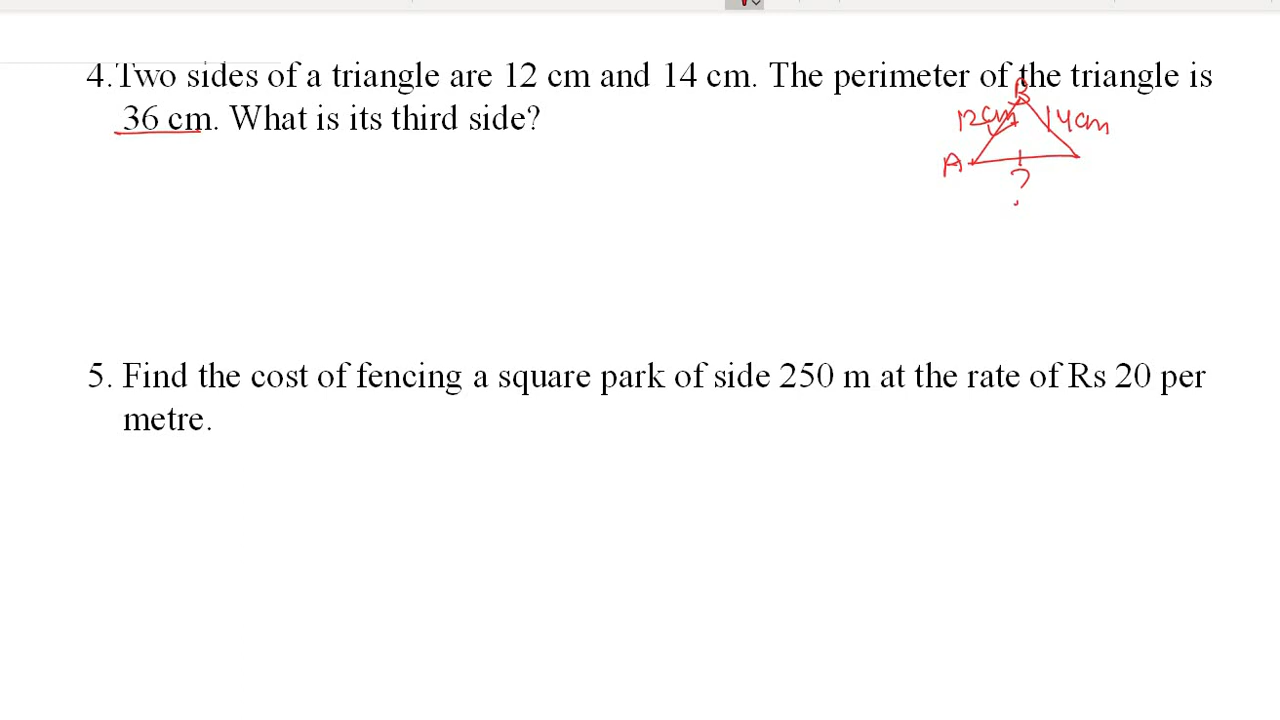 4.Two sides of a triangle are 12 cm and 14 cm. The perimeter of the triangle is
36 cm. What is its third side?
B
12cm 14cm
A
?
5. Find the cost of fencing a square park of side 250 m at the rate of Rs 20 per
metre.